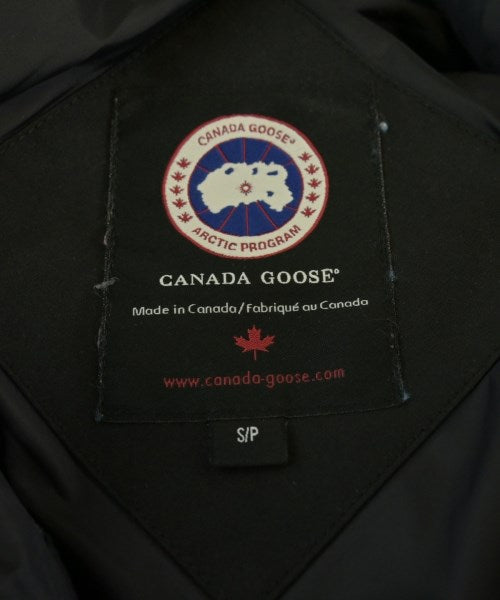 CANADA GOOSE®
ARCTIC PROGRAM
CANADA GOOSE®
Made in Canada/Fabriqué au Canada
www.canada-goose.com
S/P